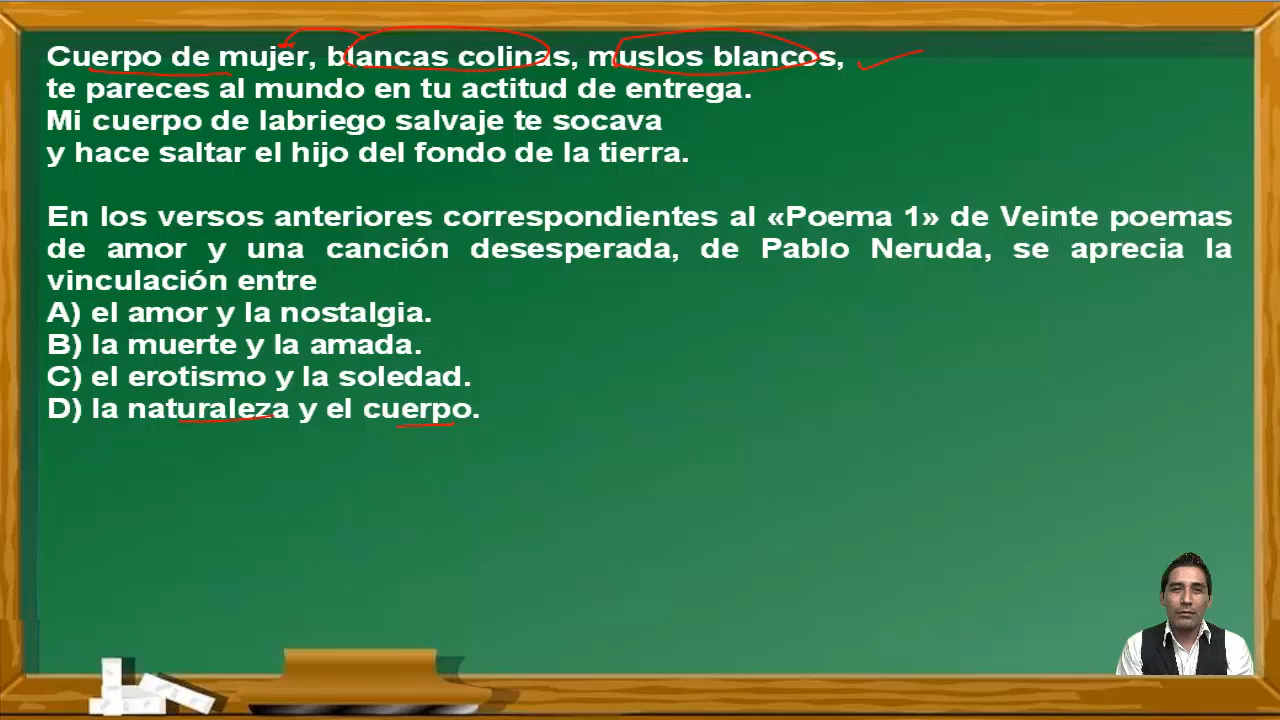 Cuerpo de mujer, blancas colinas, muslos blancos,
te pareces al mundo en tu actitud de entrega.
Mi cuerpo de labriego salvaje te socava
y hace saltar el hijo del fondo de la tierra.
En los versos anteriores correspondientes al «Poema 1» de Veinte poemas
de amor y una canción desesperada, de Pablo Neruda, se aprecia la
vinculación entre
A) el amor y la nostalgia.
B) la muerte y la amada.
C) el erotismo y la soledad.
D) la naturaleza y el cuerpo.